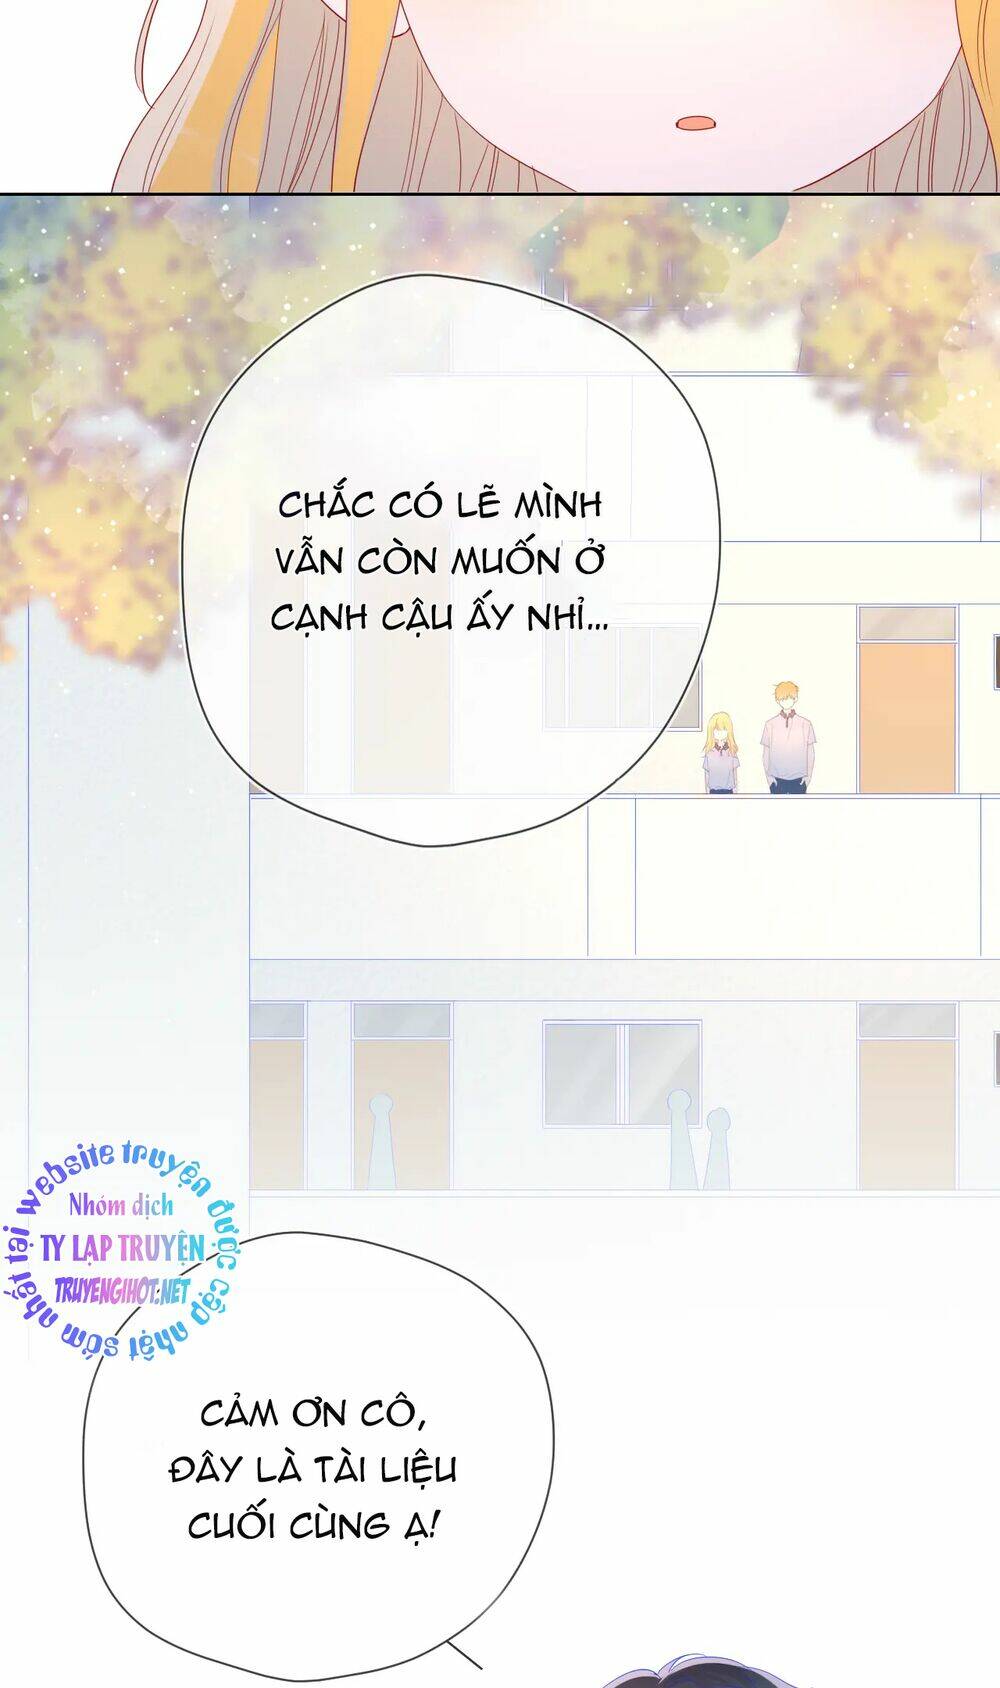 CHẮC CÓ LẼ MÌNH
VẪN CÒN MUỐN Ở
CẠNH CẬU ẤY NHỈ...
tại website truyện được cập nhật sớm nhất
Nhóm dịch
TY LẠP TRUYỆN
TRUYENGIHOT.NET
CẢM ƠN CÔ,
ĐÂY LÀ TÀI LIỆU
CUỐI CÙNG Ạ!